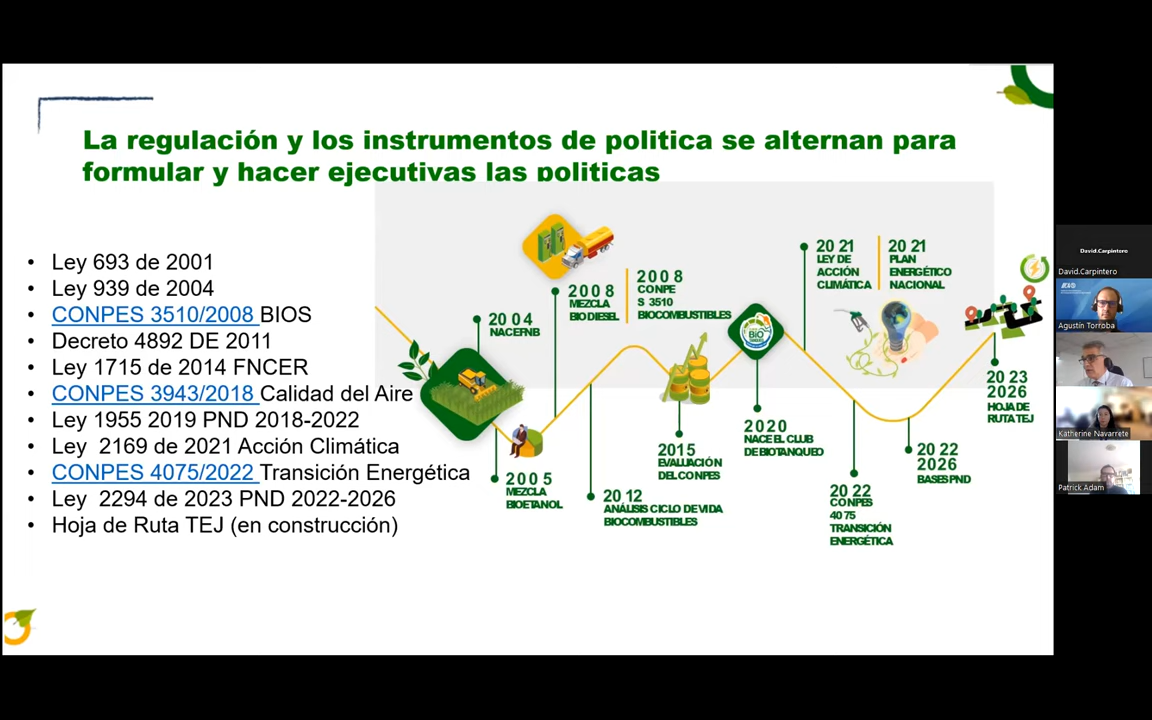 La regulación y los instrumentos de politica se alternan para
formular y hacer ejecutivas las politicas
• Ley 693 de 2001
• Ley 939 de 2004
• CONPES 3510/2008 BIOS
• Decreto 4892 DE 2011
• Ley 1715 de 2014 FNCER
• CONPES 3943/2018 Calidad del Aire
• Ley 1955 2019 PND 2018-2022
• Ley 2169 de 2021 Acción Climática
• CONPES 4075/2022 Transición Energética
• Ley 2294 de 2023 PND 2022-2026
• Hoja de Ruta TEJ (en construcción)
2004
NACE FNB
2005
MEZCLA
BIOETANOL
2008
MEZCLA
BIODIESEL
2008
CONPE
S 3510
BIOCOMBUSTIBLES
2012
ANÁLISIS CICLO DE VIDA
BIOCOMBUSTIBLES
2015
EVALUACIÓN
DEL CONPES
BIO
2020
NACE EL CLUB
DE BIOTANQUEO
2021
LEY DE
ACCIÓN
CLIMÁTICA
2021
PLAN
ENERGÉTICO
NACIONAL
2022
CONPES
4075
TRANSICIÓN
ENERGÉTICA
2022
2026
BASES PND
2023
2026
HOJA DE
RUTA TEJ
David.Carpintero
David.Carpintero
Agustín Torroba
Katherine Navarrete
Patrick Adam